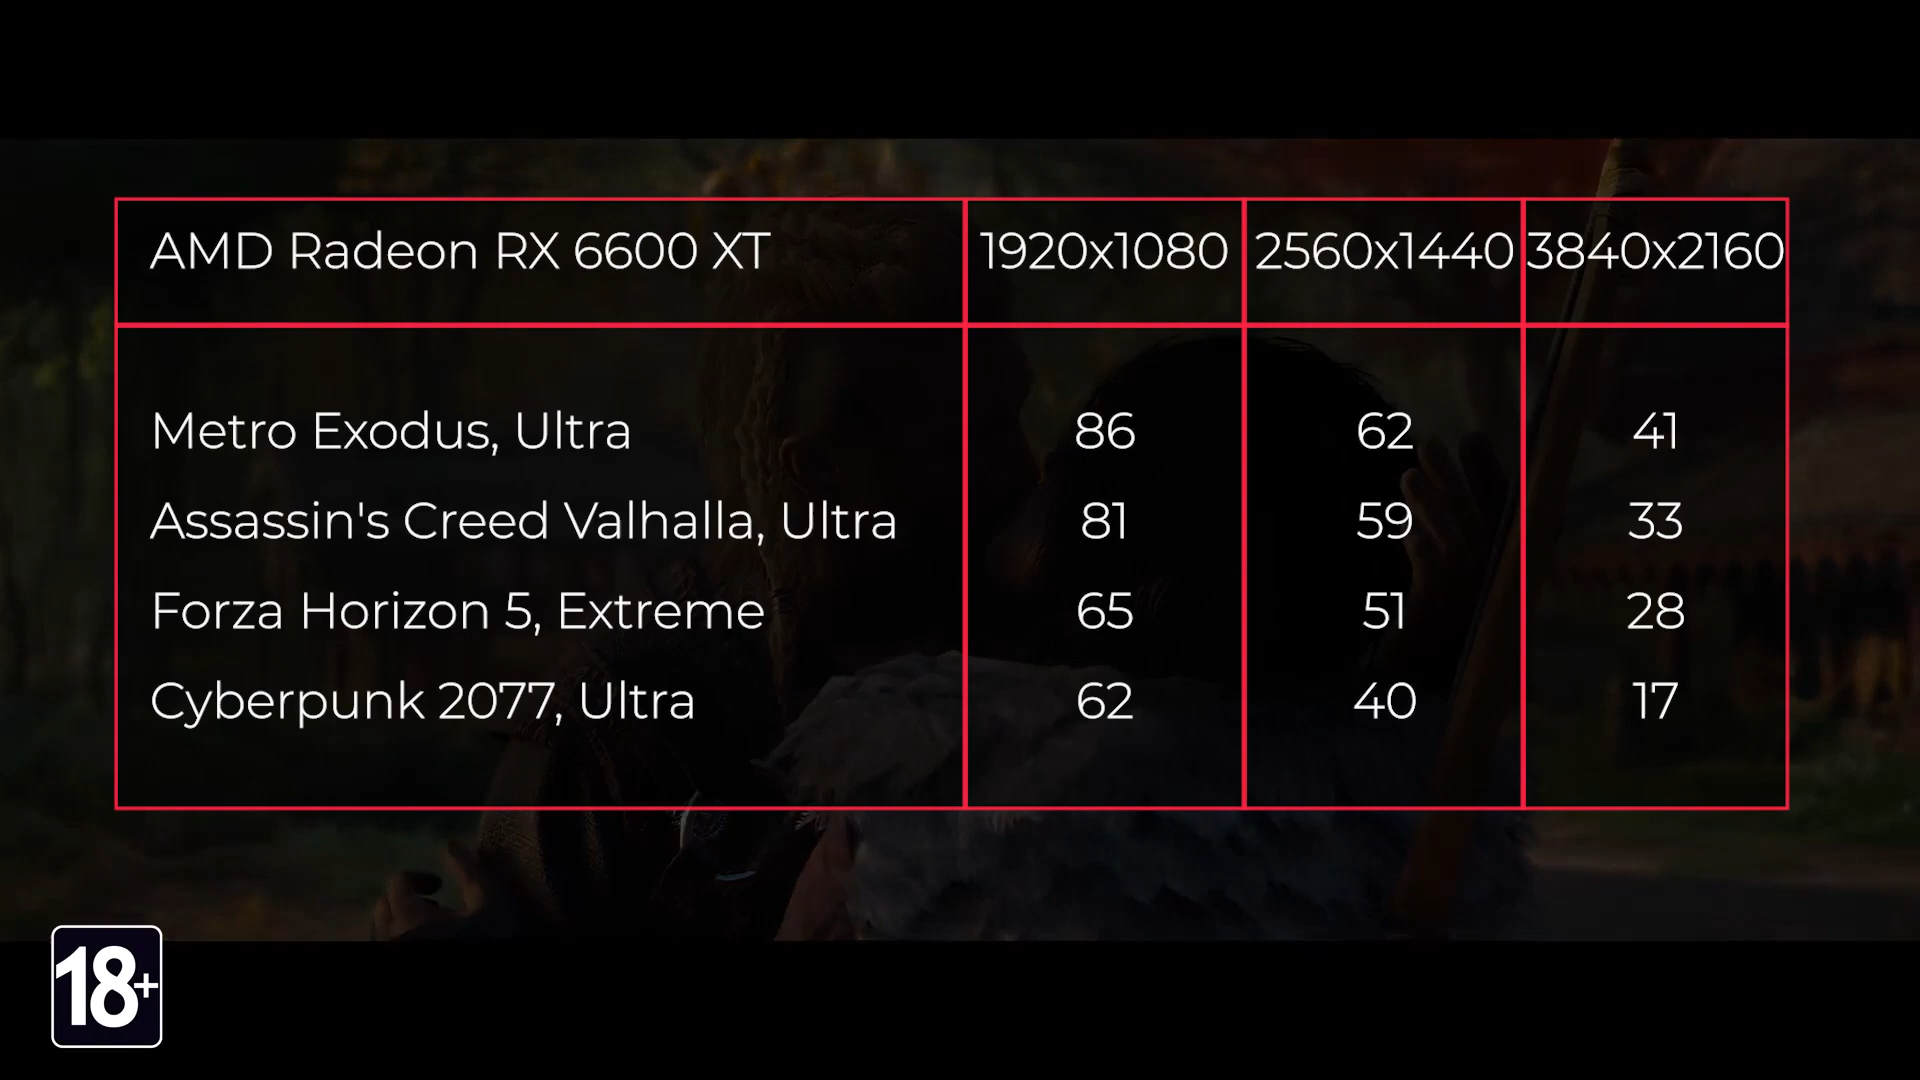 AMD Radeon RX 6600 XT 1920x1080 2560x1440 3840x2160
Metro Exodus, Ultra 86 62 41
Assassin's Creed Valhalla, Ultra 81 59 33
Forza Horizon 5, Extreme 65 51 28
Cyberpunk 2077, Ultra 62 40 17
18+